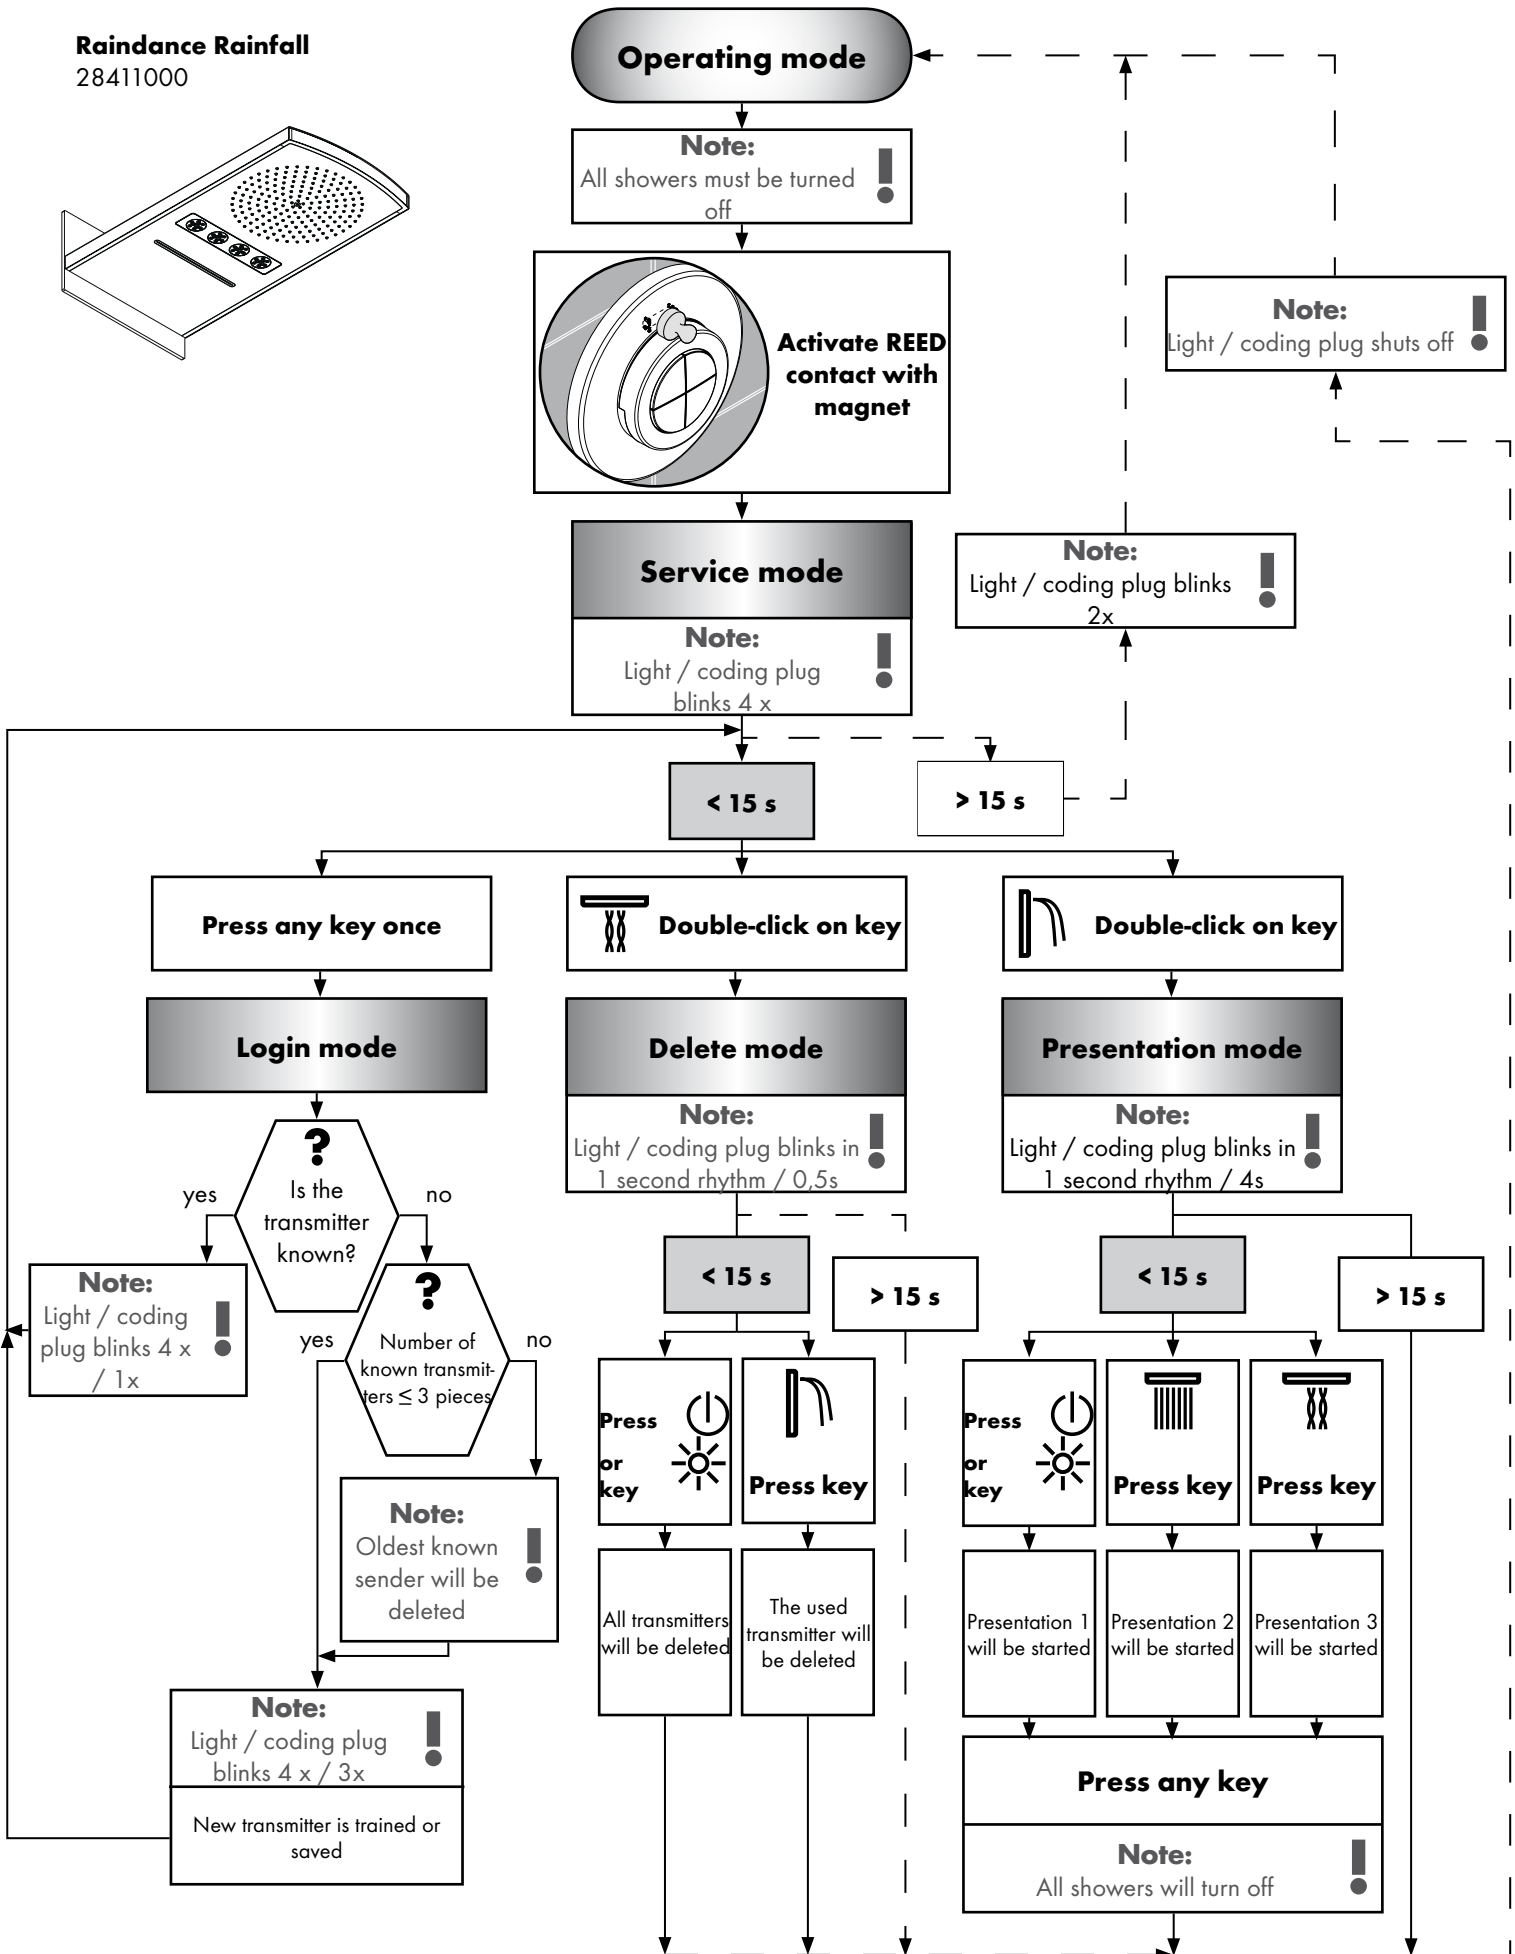 Raindance Rainfall
28411000
Operating mode
Note:
All showers must be turned
off
Activate REED
contact with
magnet
Note:
Light / coding plug shuts off
Service mode
Note:
Light / coding plug
blinks 4 x
Note:
Light / coding plug blinks
2x
< 15 s
> 15 s
Press any key once
Double-click on key
Double-click on key
Login mode
Delete mode
Note:
Light / coding plug blinks in
1 second rhythm / 0,5s
Presentation mode
Note:
Light / coding plug blinks in
1 second rhythm / 4s
?
Is the
transmitter
known?
yes
no
Note:
Light / coding
plug blinks 4 x
/ 1x
?
Number of
known transmit-
ters ≤ 3 pieces
yes
no
Note:
Oldest known
sender will be
deleted
Note:
Light / coding plug
blinks 4 x / 3x
New transmitter is trained or
saved
< 15 s
> 15 s
Press
or
key
Press key
All transmitters
will be deleted
The used
transmitter will
be deleted
< 15 s
> 15 s
Press
or
key
Press key
Press key
Presentation 1
will be started
Presentation 2
will be started
Presentation 3
will be started
Press any key
Note:
All showers will turn off